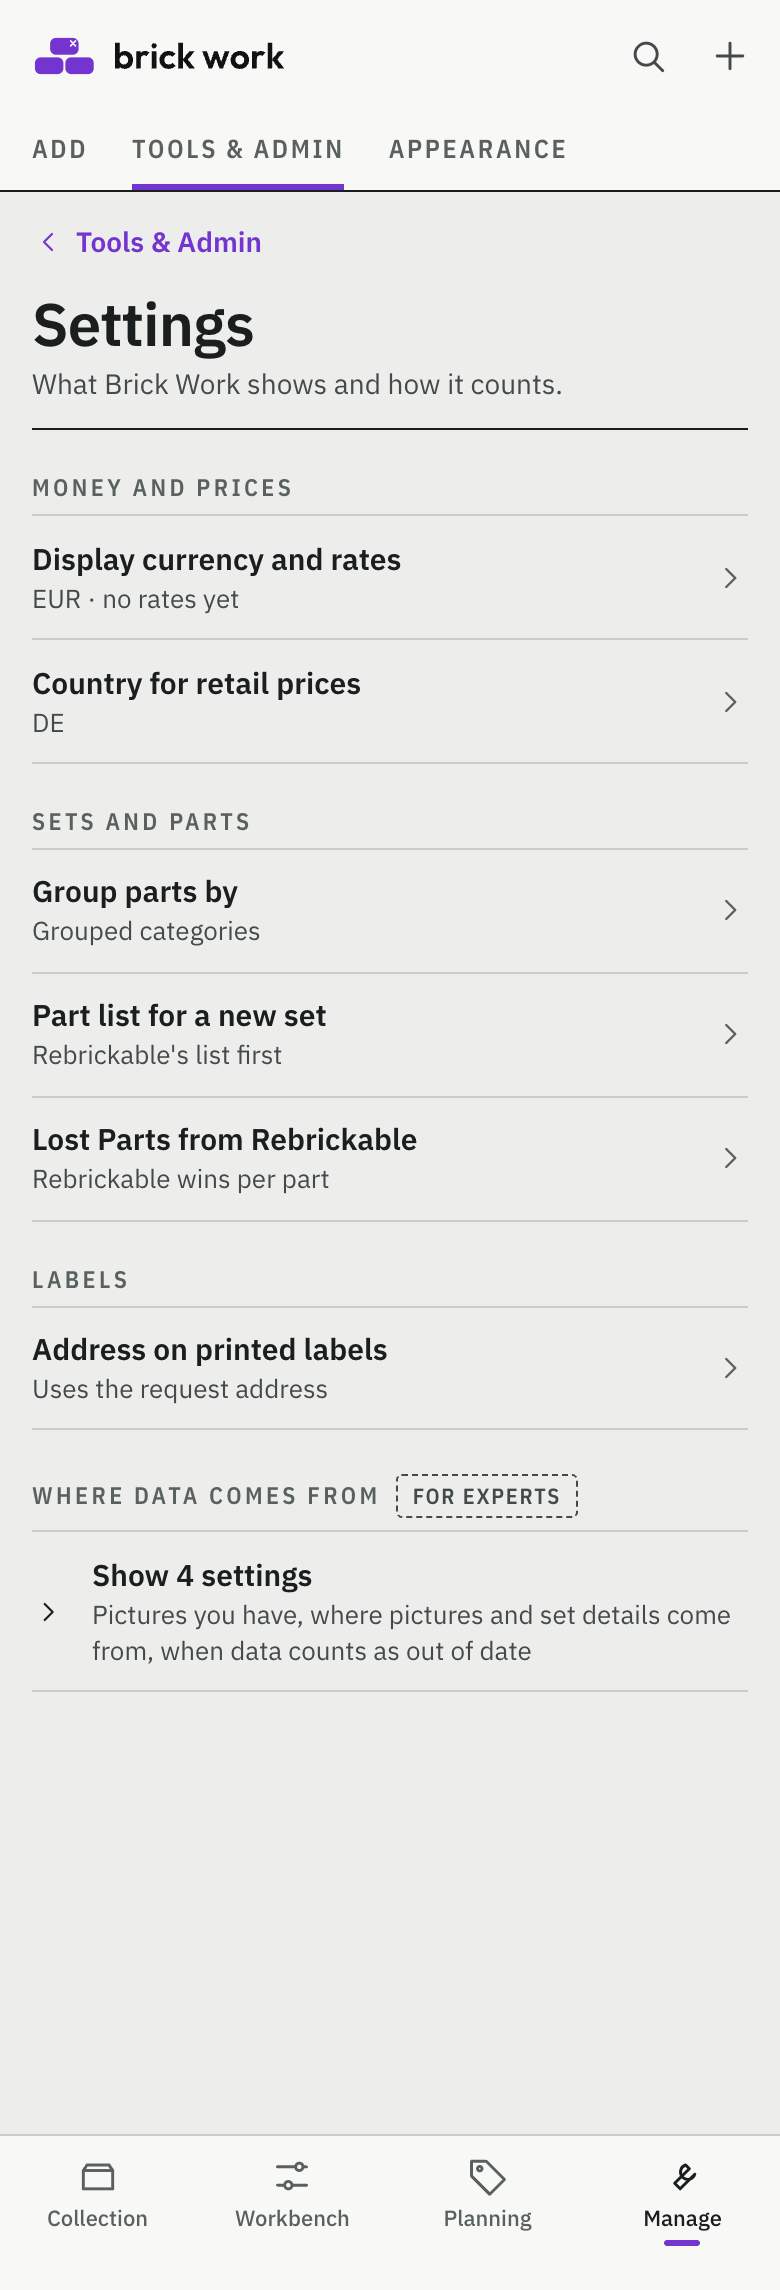 brick work
ADD TOOLS & ADMIN APPEARANCE
Tools & Admin
Settings
What Brick Work shows and how it counts.
MONEY AND PRICES
Display currency and rates
EUR · no rates yet
Country for retail prices
DE
SETS AND PARTS
Group parts by
Grouped categories
Part list for a new set
Rebrickable's list first
Lost Parts from Rebrickable
Rebrickable wins per part
LABELS
Address on printed labels
Uses the request address
WHERE DATA COMES FROM FOR EXPERTS
Show 4 settings
Pictures you have, where pictures and set details come
from, when data counts as out of date
Collection Workbench Planning Manage